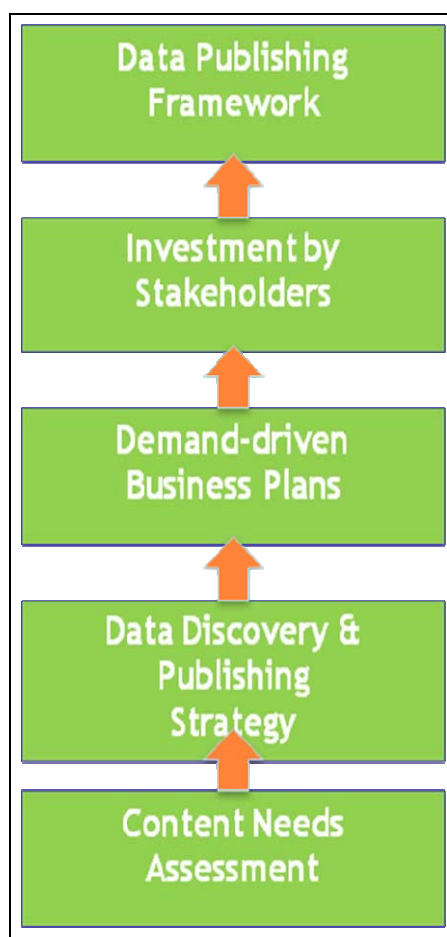 Data Publishing
Framework
Investment by
Stakeholders
Demand-driven
Business Plans
Data Discovery &
Publishing
Strategy
Content Needs
Assessment